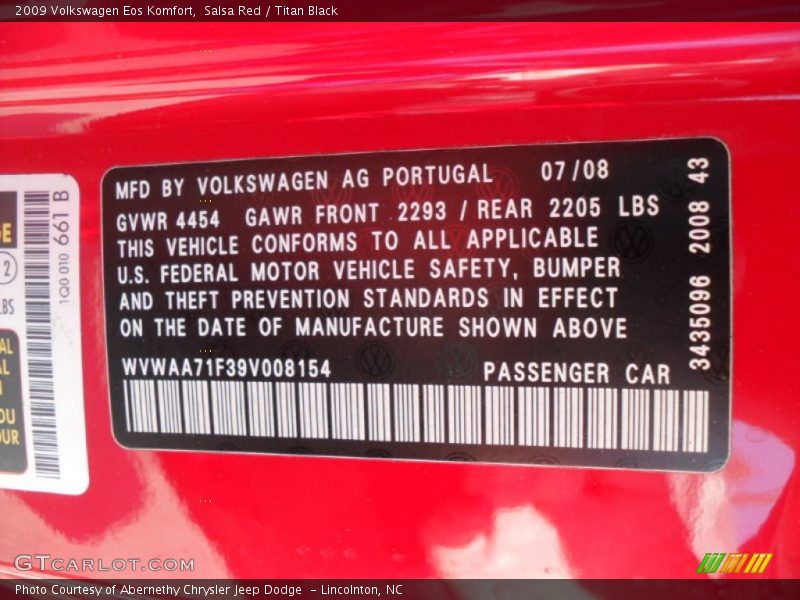 2009 Volkswagen Eos Komfort, Salsa Red / Titan Black
MFD BY VOLKSWAGEN AG PORTUGAL 07/08
GVWR 4454 GAWR FRONT 2293 / REAR 2205 LBS
THIS VEHICLE CONFORMS TO ALL APPLICABLE
U.S. FEDERAL MOTOR VEHICLE SAFETY, BUMPER
AND THEFT PREVENTION STANDARDS IN EFFECT
ON THE DATE OF MANUFACTURE SHOWN ABOVE
WVWAA71F39V008154 PASSENGER CAR
3435096 2008 43
1Q0 010 661 B
2
LBS
OUR
GTCARLOT.COM
Photo Courtesy of Abernethy Chrysler Jeep Dodge - Lincolnton, NC